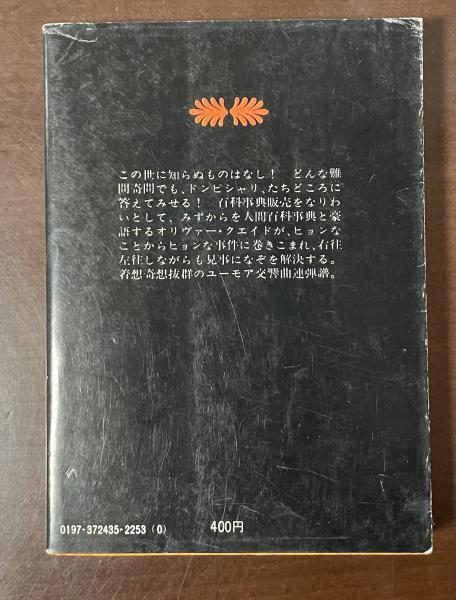 この世に知らぬものはなし！　どんな難
問奇問でも、ドンピシャリ、たちどころに
答えてみせる！　百科事典販売をなりわ
いとして、みずからを人間百科事典と豪
語するオリヴァー・クエイドが、ヒョンな
ことからヒョンな事件に巻きこまれ、右往
左往しながらも見事になぞを解決する。
着想奇想抜群のユーモア交響曲連弾譜。
0197-372435-2253 (0)
400円